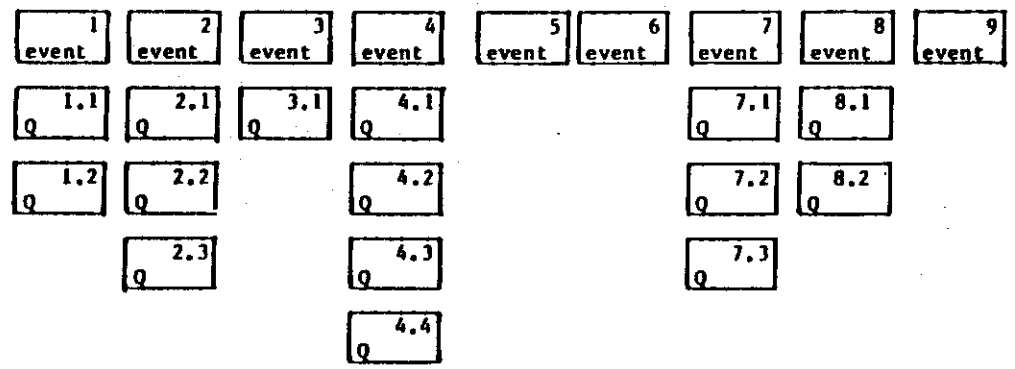 1 2 3 4 5 6 7 8 9
event event event event event event event event event
1.1 2.1 3.1 4.1 7.1 8.1
Q Q Q Q Q Q
1.2 2.2 4.2 7.2 8.2
Q Q Q Q Q
2.3 4.3 7.3
Q Q Q
4.4
Q